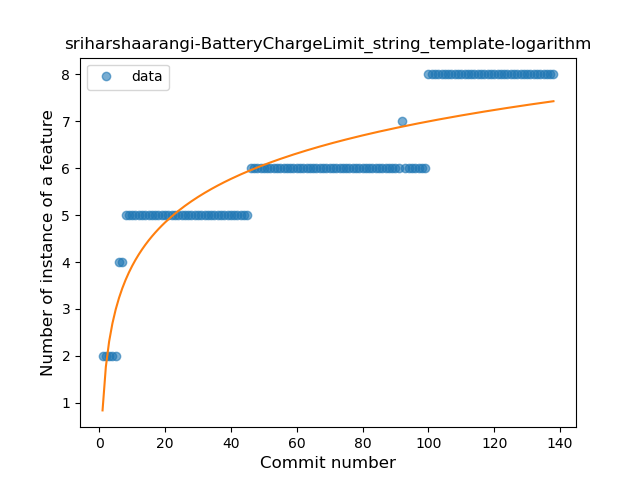 sriharshaarangi-BatteryChargeLimit_string_template-logarithm
data
Number of instance of a feature
8
7
6
5
4
3
2
1
0 20 40 60 80 100 120 140
Commit number